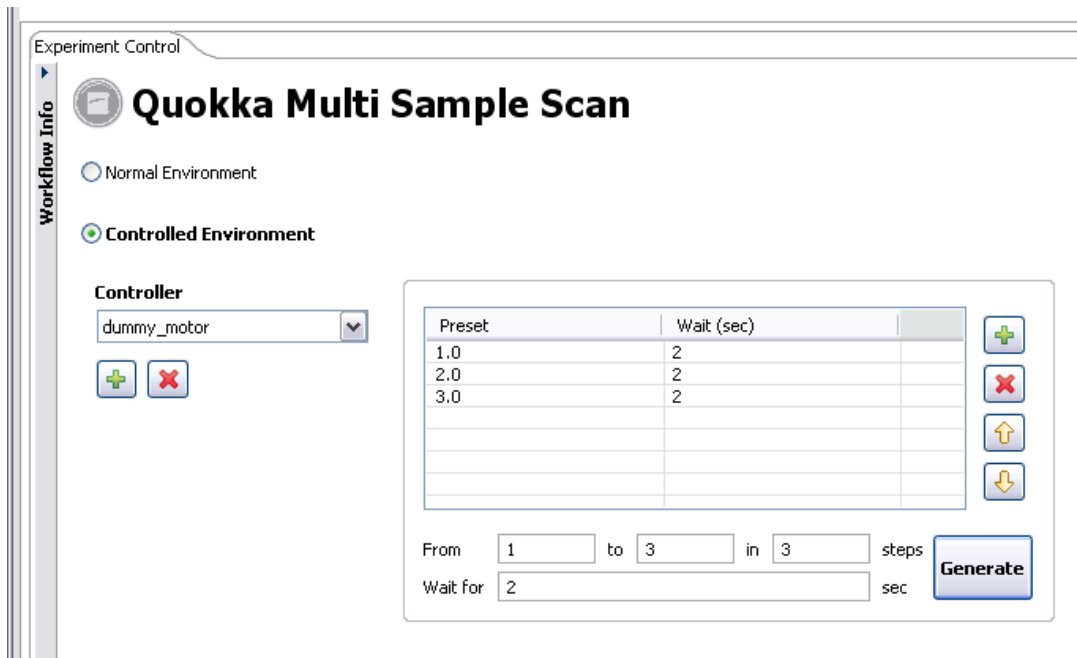 Experiment Control
Workflow Info
Quokka Multi Sample Scan
Normal Environment
Controlled Environment
Controller
dummy_motor
Preset Wait (sec)
1.0 2
2.0 2
3.0 2
From 1 to 3 in 3 steps
Generate
Wait for 2 sec